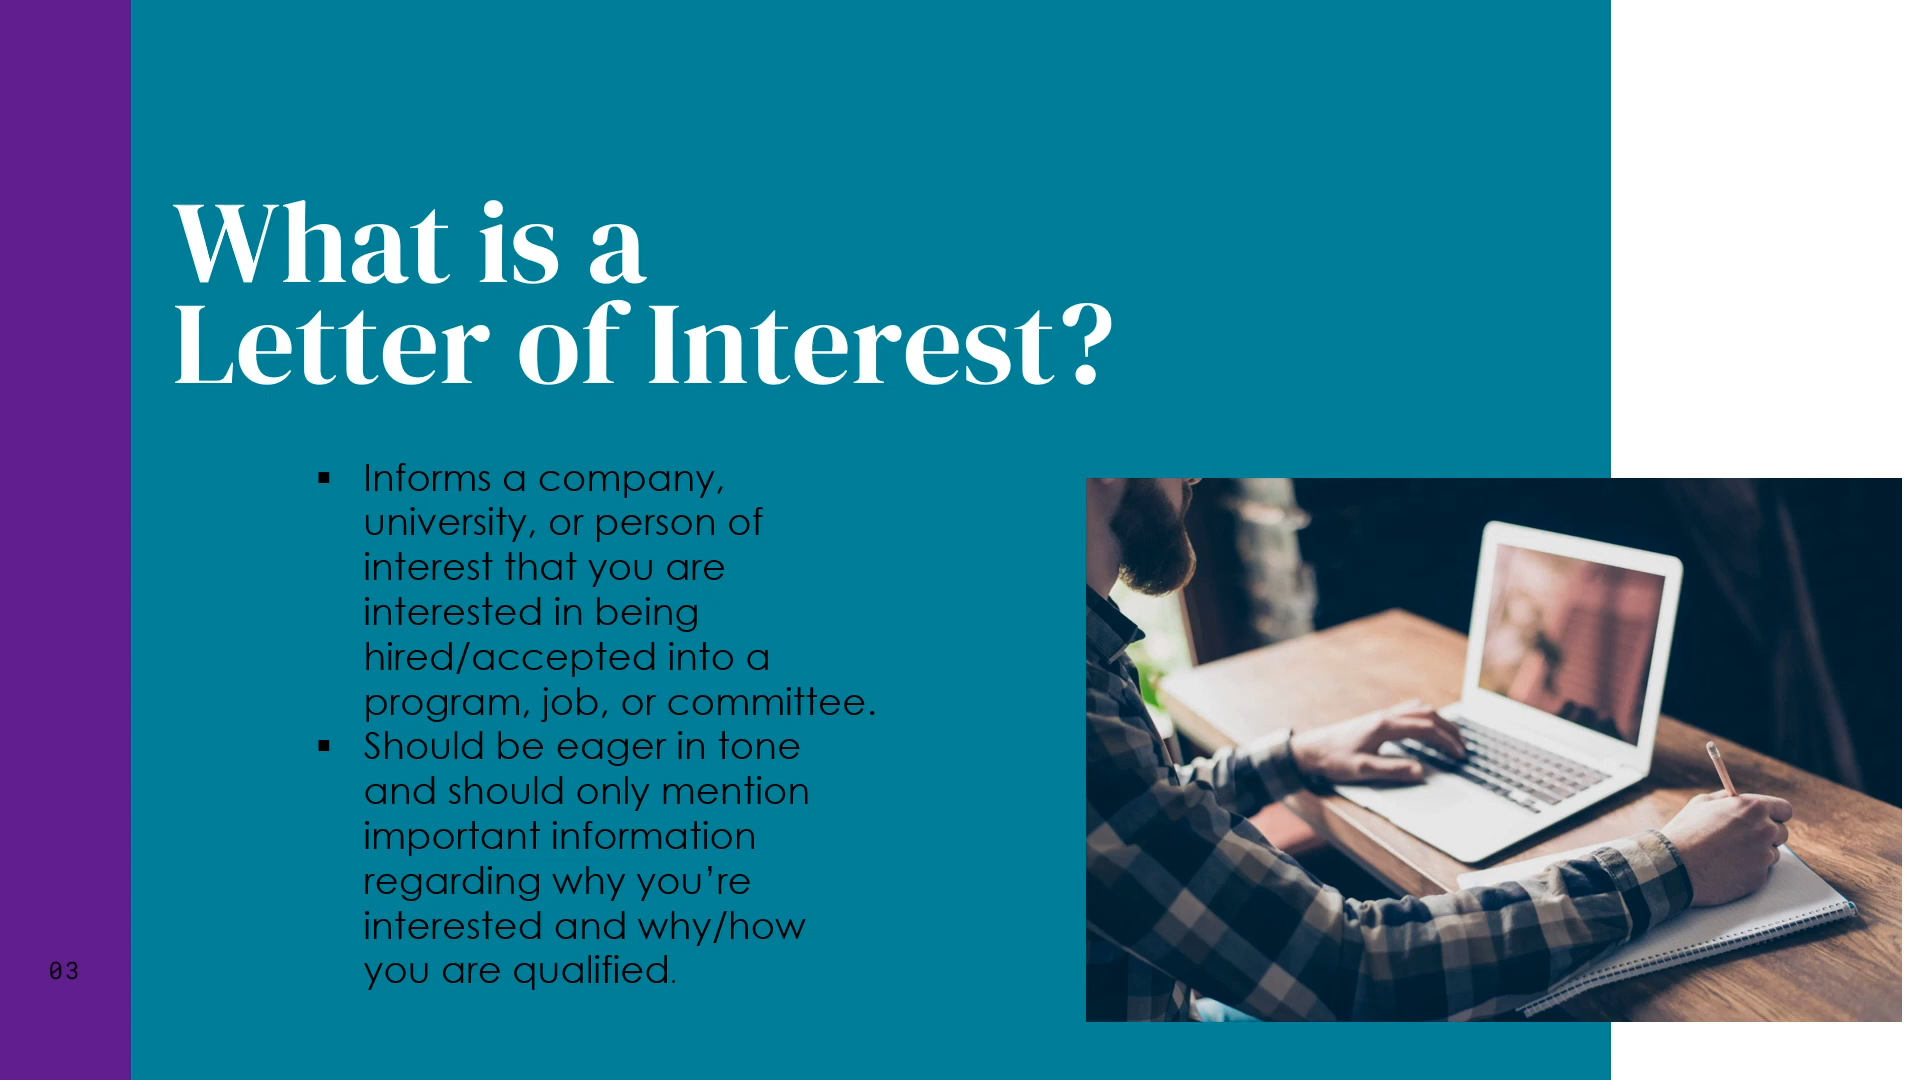 What is a
Letter of Interest?
▪ Informs a company,
university, or person of
interest that you are
interested in being
hired/accepted into a
program, job, or committee.
▪ Should be eager in tone
and should only mention
important information
regarding why you’re
interested and why/how
you are qualified.
03